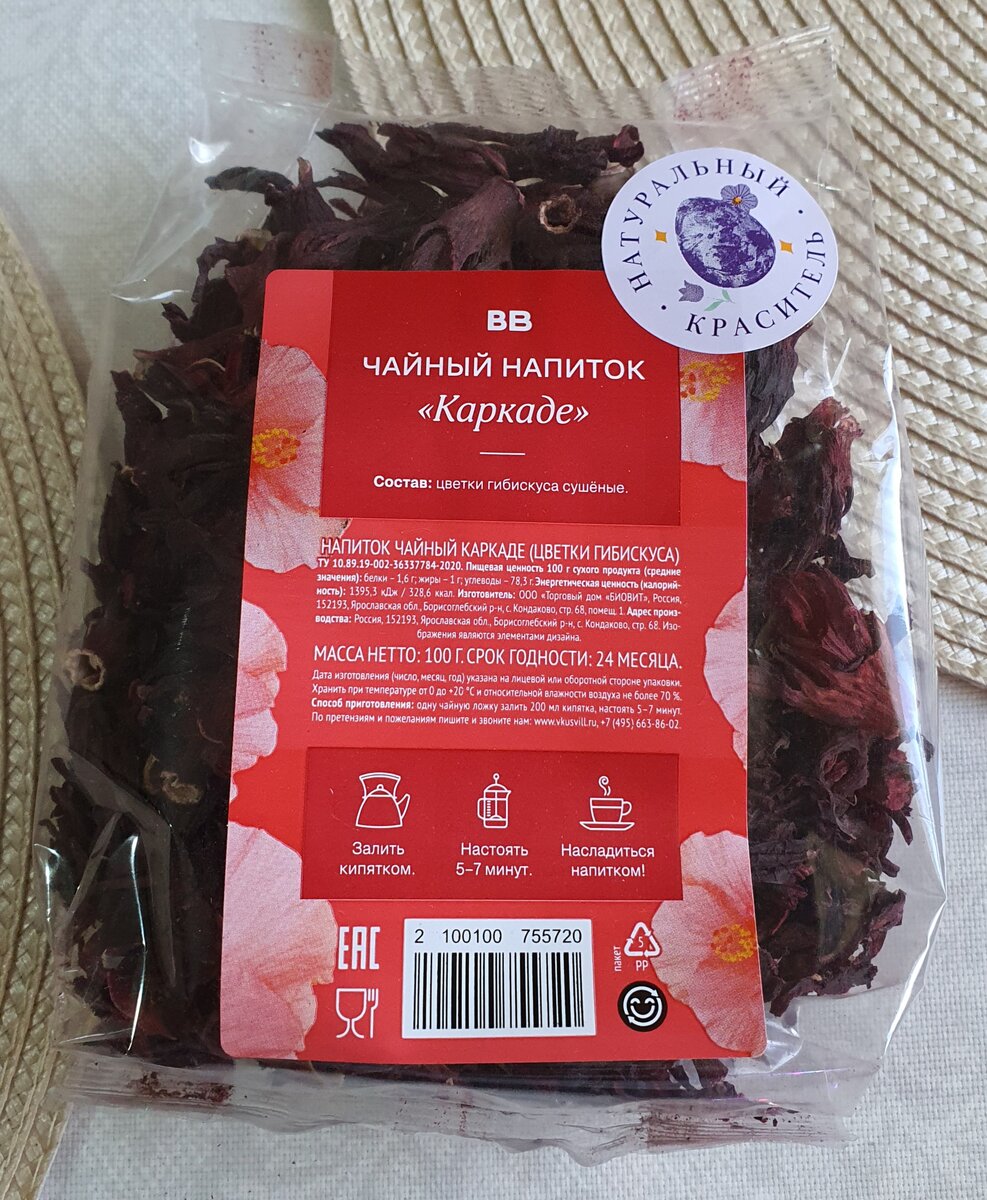 НАТУРАЛЬНЫЙ
КРАСИТЕЛЬ
ВВ
ЧАЙНЫЙ НАПИТОК
«Каркаде»
Состав: цветки гибискуса сушёные.
НАПИТОК ЧАЙНЫЙ КАРКАДЕ (ЦВЕТКИ ГИБИСКУСА)
ТУ 10.89.19-002-36337784-2020. Пищевая ценность 100 г сухого продукта (средние
значения): белки – 1,6 г; жиры – 1 г; углеводы – 78,3 г. Энергетическая ценность (калорий-
ность): 1395,3 кДж / 328,6 ккал. Изготовитель: ООО «Торговый дом «БИОВИТ», Россия,
152193, Ярославская обл., Борисоглебский р-н, с. Кондаково, стр. 68, помещ. 1. Адрес произ-
водства: Россия, 152193, Ярославская обл., Борисоглебский р-н, с. Кондаково, стр. 68. Изо-
бражения являются элементами дизайна.
МАССА НЕТТО: 100 Г. СРОК ГОДНОСТИ: 24 МЕСЯЦА.
Дата изготовления (число, месяц, год) указана на лицевой или оборотной стороне упаковки.
Хранить при температуре от 0 до +20 °С и относительной влажности воздуха не более 70 %.
Способ приготовления: одну чайную ложку залить 200 мл кипятка, настоять 5–7 минут.
По претензиям и пожеланиям пишите и звоните нам: www.vkusvill.ru, +7 (495) 663-86-02.
Залить
кипятком.
Настоять
5–7 минут.
Насладиться
напитком!
EAC
2 100100 755720
пакет
5
PP